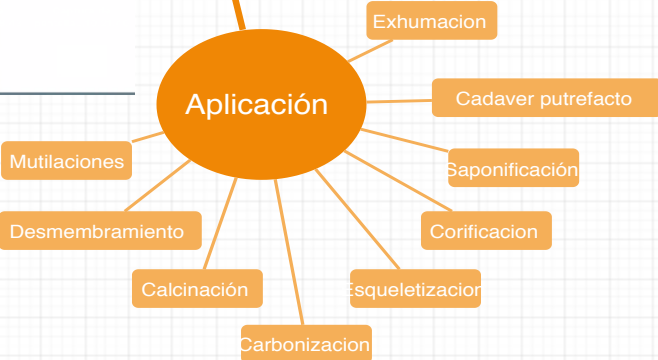 Exhumacion
Aplicación
Cadaver putrefacto
Mutilaciones
Saponificación
Desmembramiento
Corificacion
Calcinación
Esqueletizacion
Carbonizacion